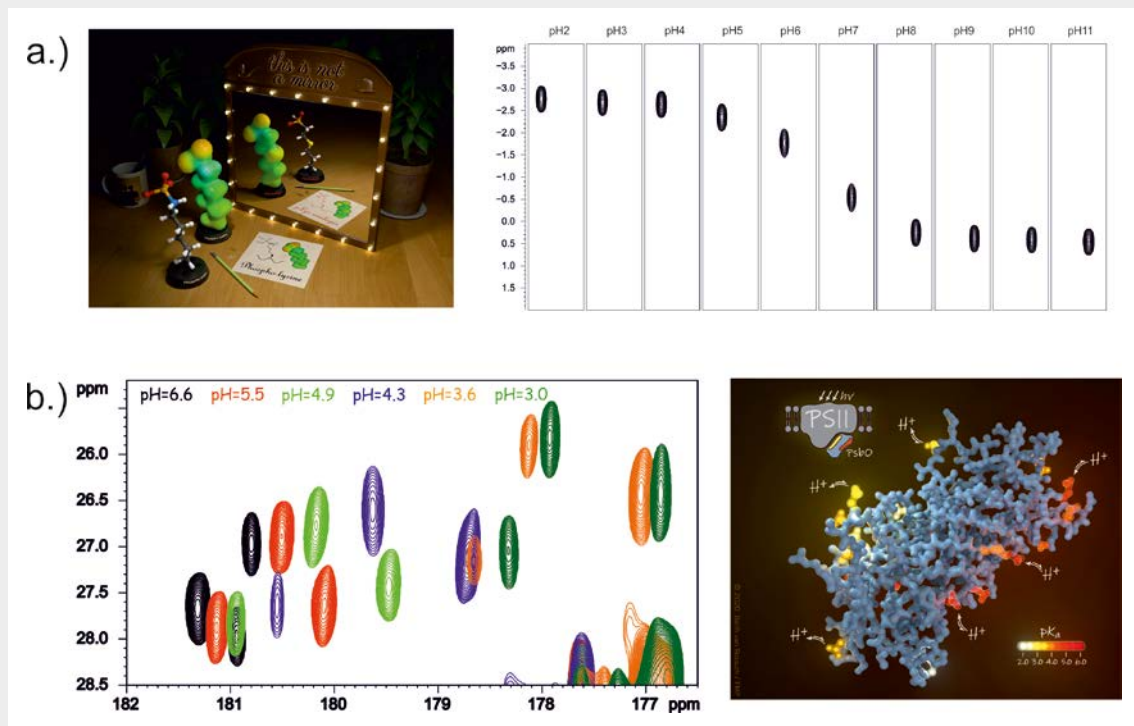 a.)
this is not
a mirror
Phospho-lysine
pH2 pH3 pH4 pH5 pH6 pH7 pH8 pH9 pH10 pH11
ppm
-3.5
-3.0
-2.5
-2.0
-1.5
-1.0
-0.5
0.0
0.5
1.0
1.5
b.)
ppm
pH=6.6 pH=5.5 pH=4.9 pH=4.3 pH=3.6 pH=3.0
26.0
26.5
27.0
27.5
28.0
28.5
182 181 180 179 178 177 ppm
hν
PSII
PsbO
H+
H+
H+
H+
H+
H+
pKa
2.0 3.0 4.0 5.0 6.0